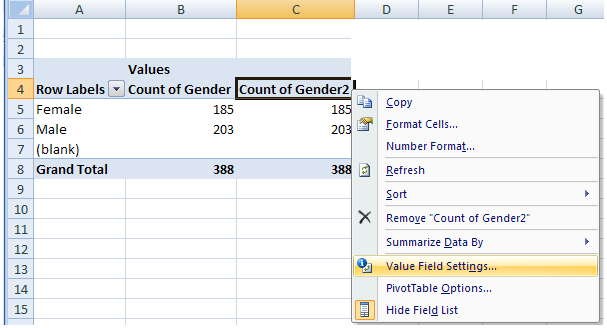 A B C D E F G
1
2
3 Values
4 Row Labels Count of Gender Count of Gender2
5 Female 185 185
6 Male 203 203
7 (blank)
8 Grand Total 388 388
9
10
11
12
13
14
15
Copy
Format Cells...
Number Format...
Refresh
Sort
Remove "Count of Gender2"
Summarize Data By
Value Field Settings...
PivotTable Options...
Hide Field List